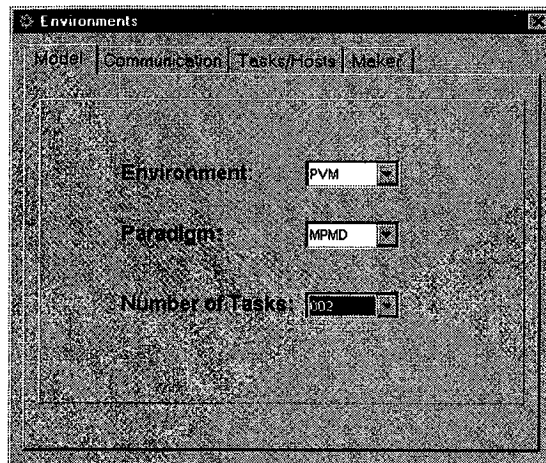 Environments
Model Communication Tasks/Hosts Maker
Environment: PVM
Paradigm: MPMD
Number of Tasks: 002